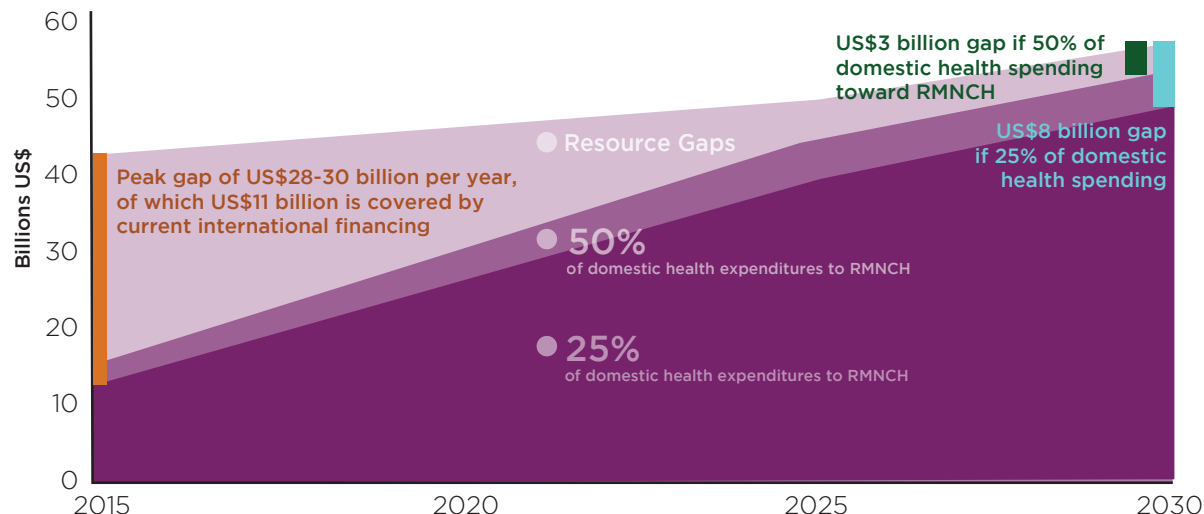 60
50
40
30
20
10
0
Billions US$
2015
2020
2025
2030
Peak gap of US$28-30 billion per year,
of which US$11 billion is covered by
current international financing
Resource Gaps
50%
of domestic health expenditures to RMNCH
25%
of domestic health expenditures to RMNCH
US$3 billion gap if 50% of
domestic health spending
toward RMNCH
US$8 billion gap
if 25% of domestic
health spending